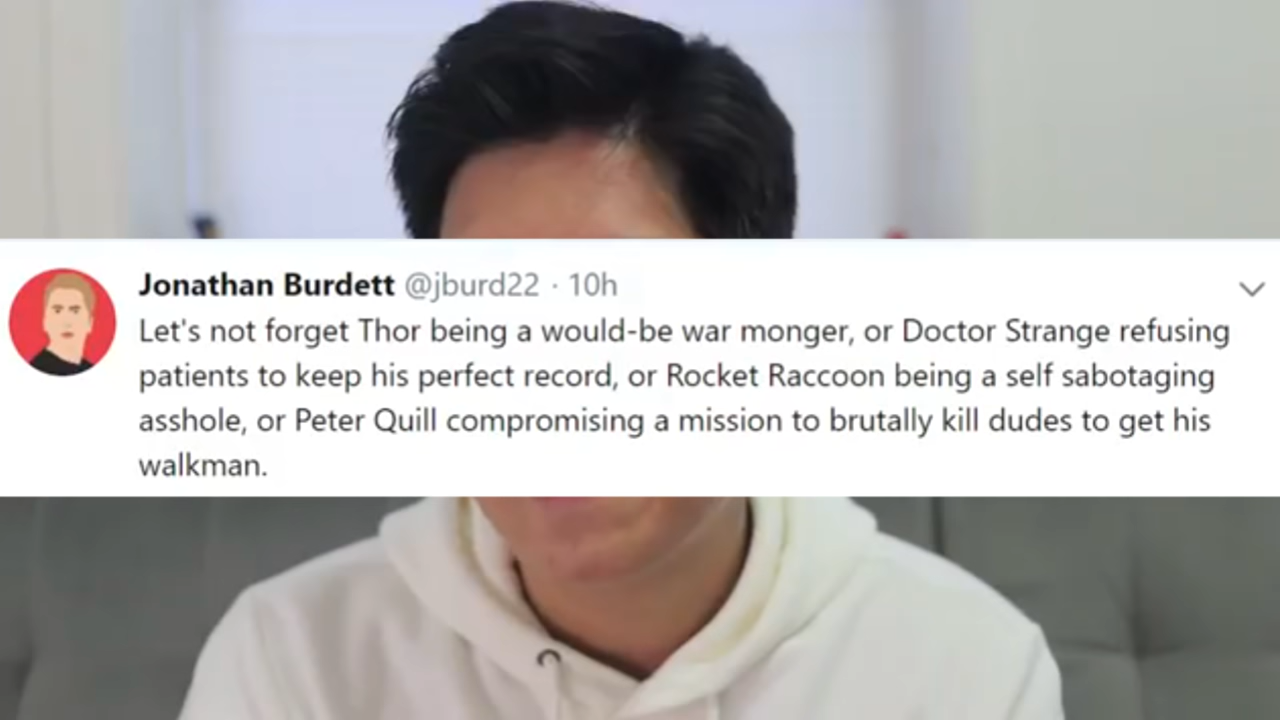 Jonathan Burdett @jburd22 · 10h
Let's not forget Thor being a would-be war monger, or Doctor Strange refusing
patients to keep his perfect record, or Rocket Raccoon being a self sabotaging
asshole, or Peter Quill compromising a mission to brutally kill dudes to get his
walkman.